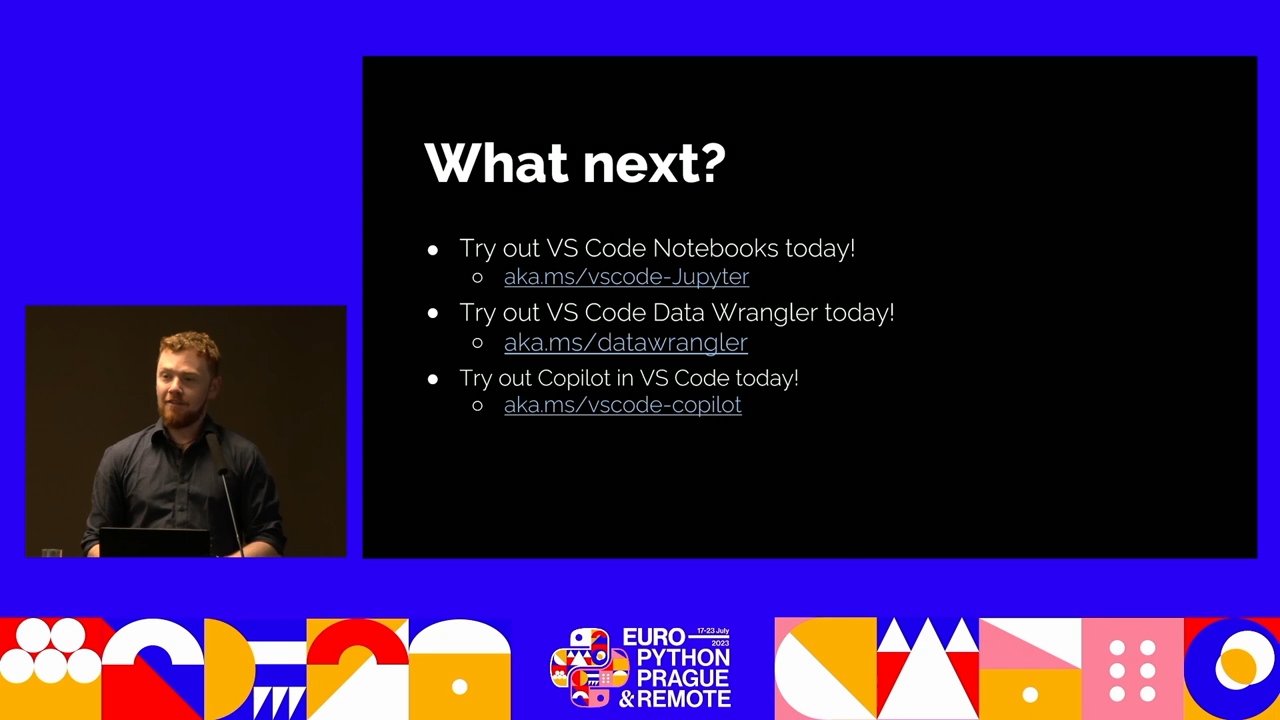 What next?
● Try out VS Code Notebooks today!
○ aka.ms/vscode-Jupyter
● Try out VS Code Data Wrangler today!
○ aka.ms/datawrangler
● Try out Copilot in VS Code today!
○ aka.ms/vscode-copilot
17-23 July
2023
EURO
PYTHON
PRAGUE
& REMOTE